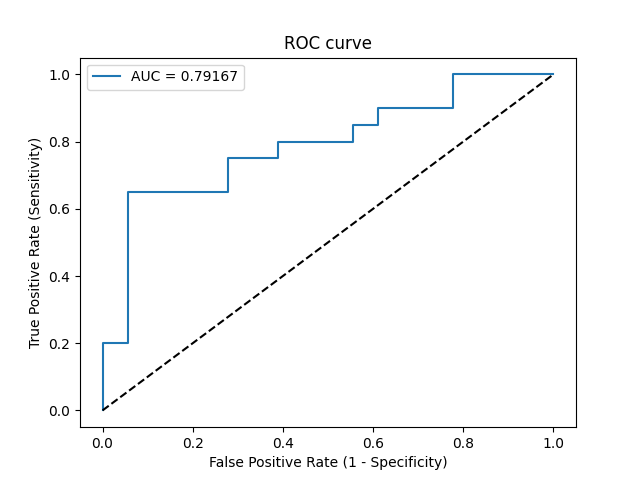 ROC curve
AUC = 0.79167
1.0
0.8
0.6
0.4
0.2
0.0
True Positive Rate (Sensitivity)
0.0 0.2 0.4 0.6 0.8 1.0
False Positive Rate (1 - Specificity)